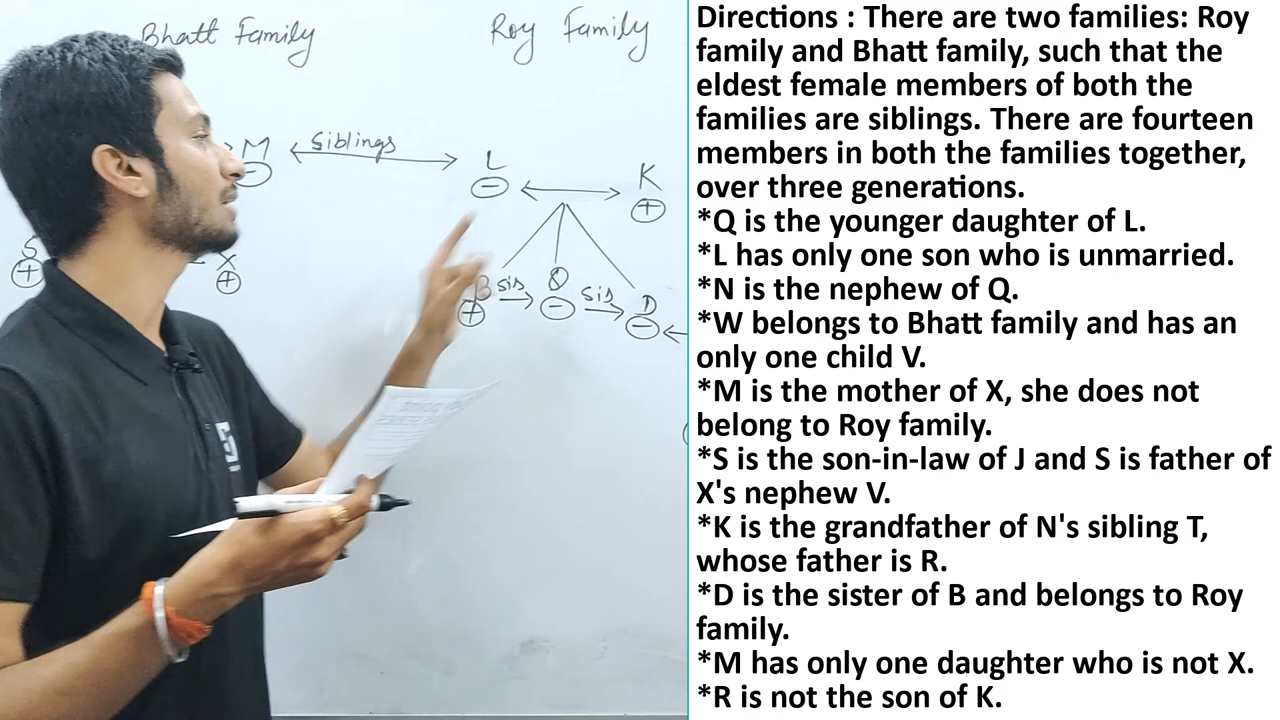 Bhatt Family
Roy Family
M
siblings
L
K
S
X
B sis Q sis D
Directions : There are two families: Roy
family and Bhatt family, such that the
eldest female members of both the
families are siblings. There are fourteen
members in both the families together,
over three generations.
*Q is the younger daughter of L.
*L has only one son who is unmarried.
*N is the nephew of Q.
*W belongs to Bhatt family and has an
only one child V.
*M is the mother of X, she does not
belong to Roy family.
*S is the son-in-law of J and S is father of
X's nephew V.
*K is the grandfather of N's sibling T,
whose father is R.
*D is the sister of B and belongs to Roy
family.
*M has only one daughter who is not X.
*R is not the son of K.